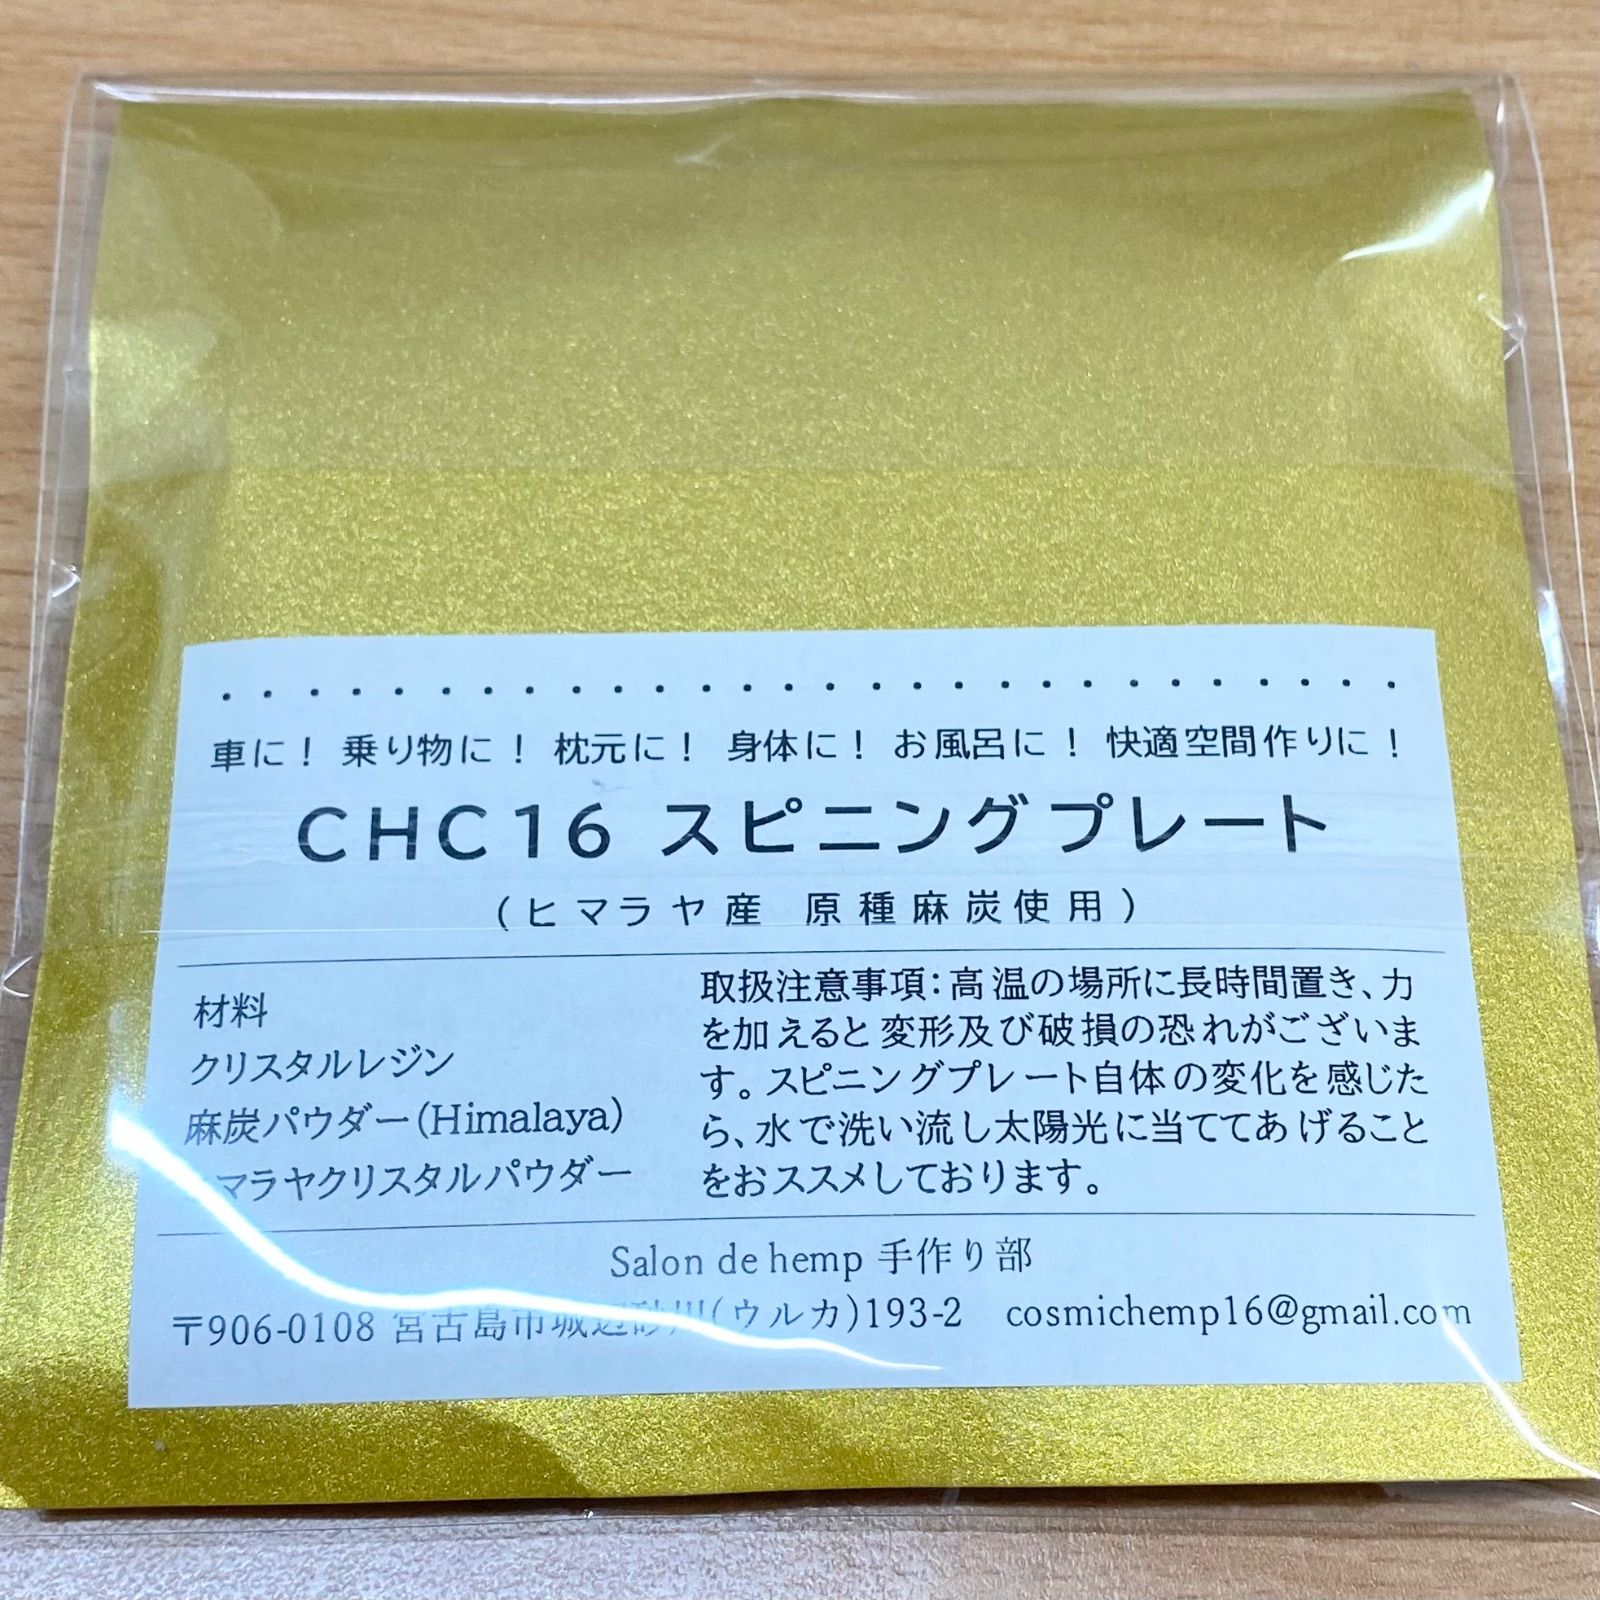 車に！ 乗り物に！ 枕元に！ 身体に！ お風呂に！ 快適空間作りに！
CHC16 スピニングプレート
(ヒマラヤ産 原種麻炭使用)
材料
クリスタルレジン
麻炭パウダー(Himalaya)
マラヤクリスタルパウダー
取扱注意事項：高温の場所に長時間置き、力
を加えると変形及び破損の恐れがございま
す。スピニングプレート自体の変化を感じた
ら、水で洗い流し太陽光に当ててあげること
をおススメしております。
Salon de hemp 手作り部
〒906-0108 宮古島市城辺砂川(ウルカ)193-2 cosmichemp16@gmail.com